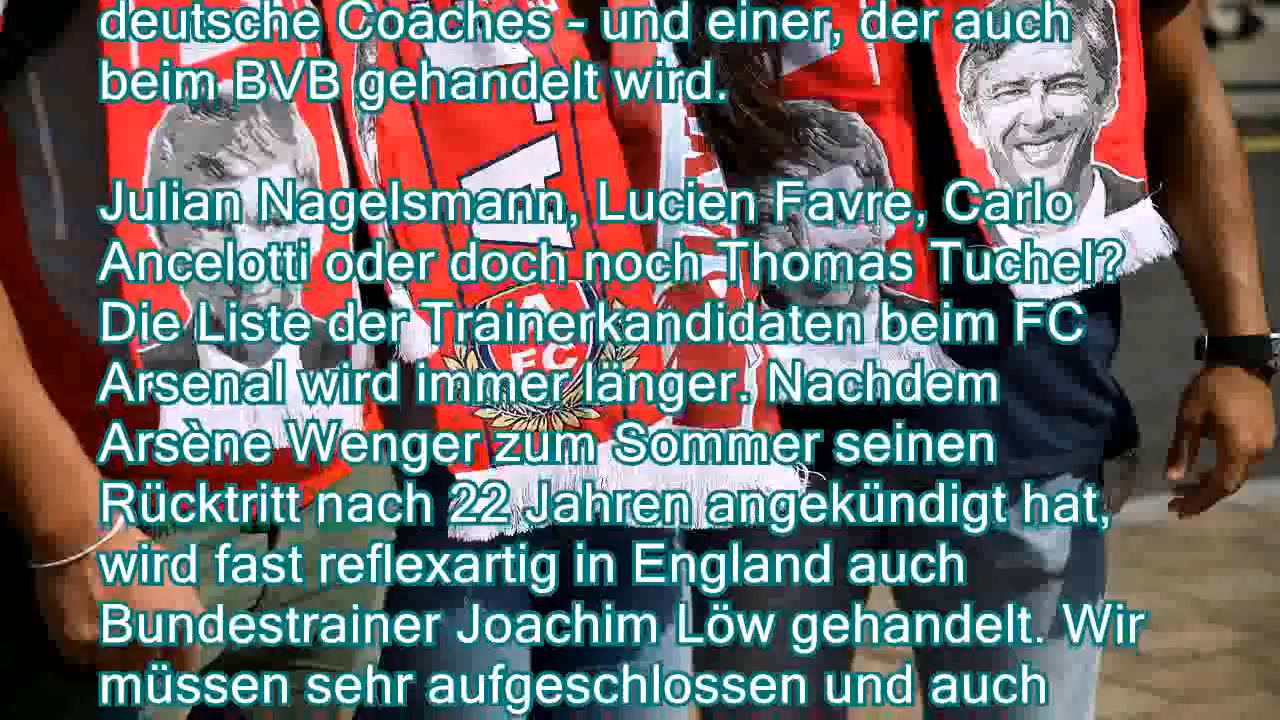 deutsche Coaches - und einer, der auch
beim BVB gehandelt wird.
Julian Nagelsmann, Lucien Favre, Carlo
Ancelotti oder doch noch Thomas Tuchel?
Die Liste der Trainerkandidaten beim FC
Arsenal wird immer länger. Nachdem
Arsène Wenger zum Sommer seinen
Rücktritt nach 22 Jahren angekündigt hat,
wird fast reflexartig in England auch
Bundestrainer Joachim Löw gehandelt. Wir
müssen sehr aufgeschlossen und auch
A
FC